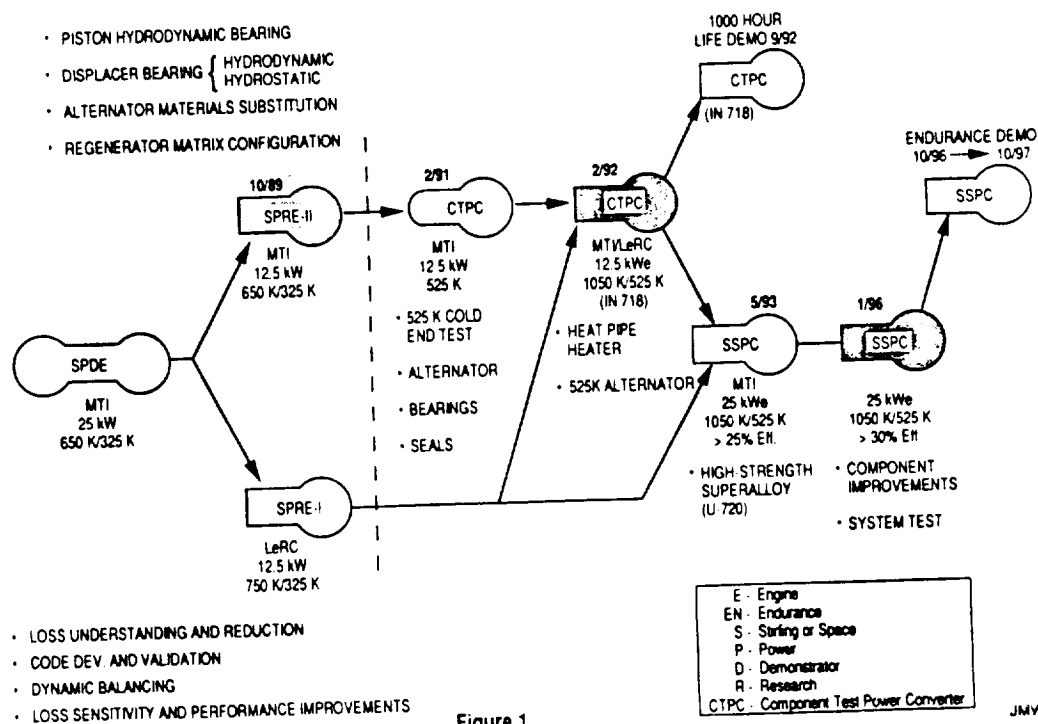 • PISTON HYDRODYNAMIC BEARING
• DISPLACER BEARING { HYDRODYNAMIC
HYDROSTATIC
• ALTERNATOR MATERIALS SUBSTITUTION
• REGENERATOR MATRIX CONFIGURATION
1000 HOUR
LIFE DEMO 9/92
CTPC
(IN 718)
ENDURANCE DEMO
10/96 → 10/97
SSPC
10/89
SPRE-II
MTI
12.5 kW
650 K/325 K
2/91
CTPC
MTI
12.5 kW
525 K
• 525 K COLD
END TEST
• ALTERNATOR
• BEARINGS
• SEALS
2/92
CTPC
MTI/LeRC
12.5 kWe
1050 K/525 K
(IN 718)
• HEAT PIPE
HEATER
• 525K ALTERNATOR
5/93
SSPC
MTI
25 kWe
1050 K/525 K
> 25% Eff.
• HIGH-STRENGTH
SUPERALLOY
(U-720)
1/96
SSPC
25 kWe
1050 K/525 K
> 30% Eff
• COMPONENT
IMPROVEMENTS
• SYSTEM TEST
SPDE
MTI
25 kW
650 K/325 K
SPRE-I
LeRC
12.5 kW
750 K/325 K
• LOSS UNDERSTANDING AND REDUCTION
• CODE DEV. AND VALIDATION
• DYNAMIC BALANCING
• LOSS SENSITIVITY AND PERFORMANCE IMPROVEMENTS
E - Engine
EN - Endurance
S - Stirling or Space
P - Power
D - Demonstrator
R - Research
CTPC - Component Test Power Converter
Figure 1
JMY